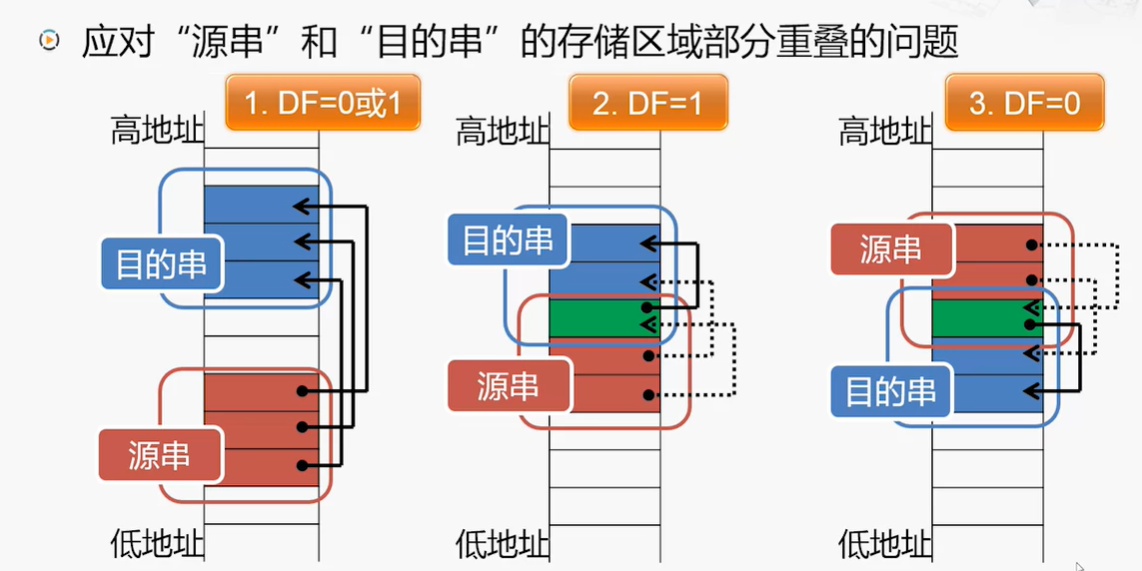 应对“源串”和“目的串”的存储区域部分重叠的问题
1. DF=0或1
高地址
目的串
源串
低地址
2. DF=1
高地址
目的串
源串
低地址
3. DF=0
高地址
源串
目的串
低地址